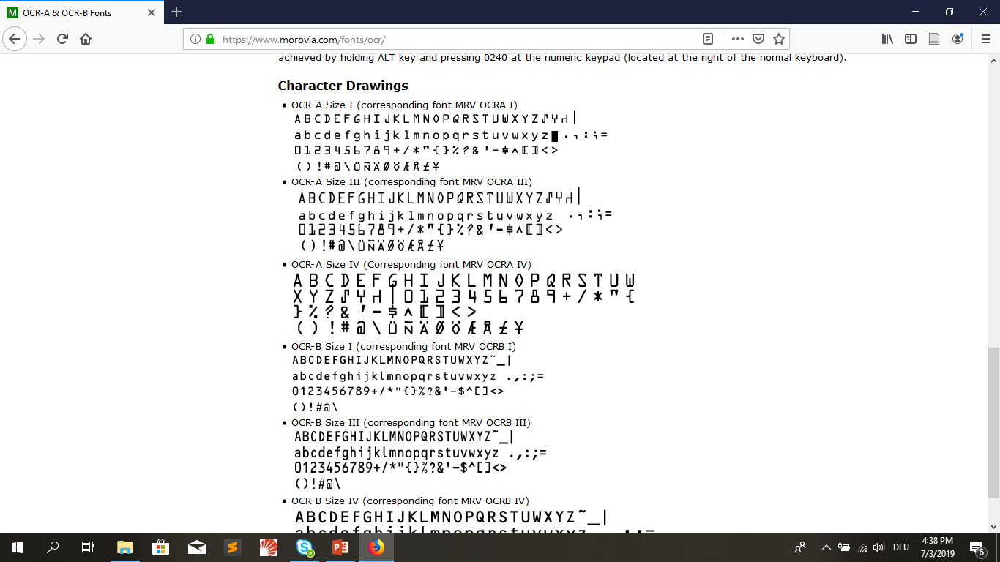 OCR-A & OCR-B Fonts
https://www.morovia.com/fonts/ocr/
achieved by holding ALT key and pressing 0240 at the numeric keypad (located at the right of the normal keyboard).
Character Drawings
OCR-A Size I (corresponding font MRV OCRA I)
ABCDEFGHIJKLMNOPQRSTUWXYZ⑀⑁⑂|
abcdefghijklmnopqrstuvwxyz█.,:;=
0123456789+/*"{}%?&'-$^[]<>
()!#@\ÜÑÄØÖÆÅ£¥
OCR-A Size III (corresponding font MRV OCRA III)
ABCDEFGHIJKLMNOPQRSTUWXYZ⑀⑁⑂|
abcdefghijklmnopqrstuvwxyz .,:;=
0123456789+/*"{}%?&'-$^[]<>
()!#@\ÜÑÄØÖÆÅ£¥
OCR-A Size IV (Corresponding font MRV OCRA IV)
ABCDEFGHIJKLMNOPQRSTUW
XYZ⑀⑁⑂|0123456789+/*"{
}%?&'-$^[]<>
()!#@\ÜÑÄØÖÆÅ£¥
OCR-B Size I (corresponding font MRV OCRB I)
ABCDEFGHIJKLMNOPQRSTUWXYZ~_|
abcdefghijklmnopqrstuvwxyz .,:;=
0123456789+/*"{}%?&'-$^[]<>
()!#@\
OCR-B Size III (corresponding font MRV OCRB III)
ABCDEFGHIJKLMNOPQRSTUWXYZ~_|
abcdefghijklmnopqrstuvwxyz .,:;=
0123456789+/*"{}%?&'-$^[]<>
()!#@\
OCR-B Size IV (corresponding font MRV OCRB IV)
ABCDEFGHIJKLMNOPQRSTUWXYZ~_|
DEU
4:38 PM
7/3/2019
6